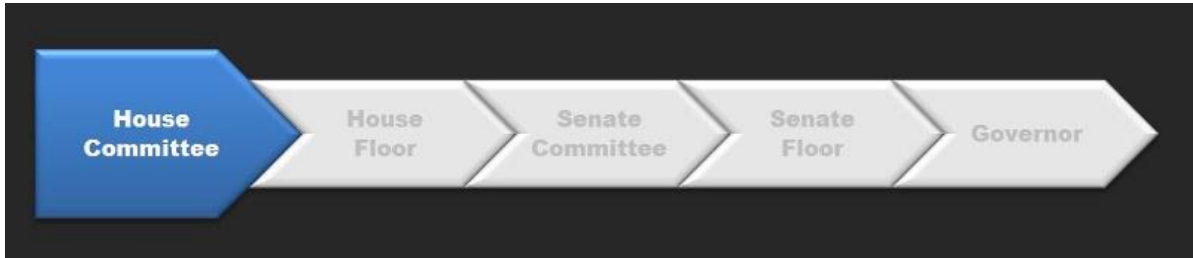 House
Committee
House
Floor
Senate
Committee
Senate
Floor
Governor